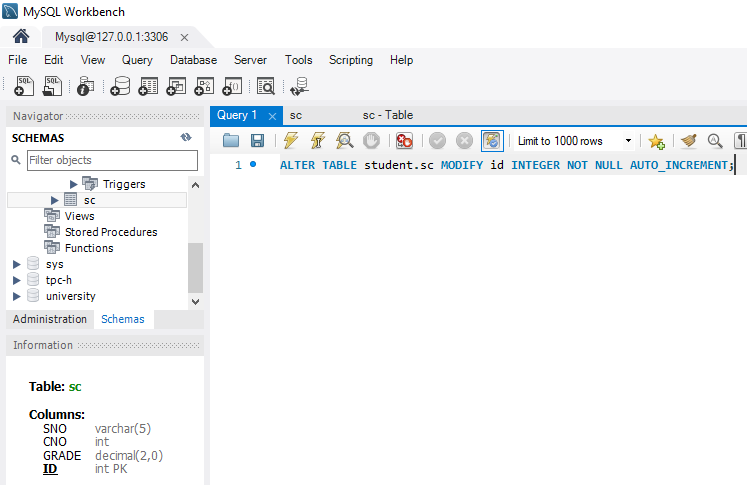 MySQL Workbench
Mysql@127.0.0.1:3306 ×
File Edit View Query Database Server Tools Scripting Help
Navigator
SCHEMAS
Filter objects
Triggers
sc
Views
Stored Procedures
Functions
sys
tpc-h
university
Administration Schemas
Information
Table: sc
Columns:
SNO varchar(5)
CNO int
GRADE decimal(2,0)
ID int PK
Query 1 × sc sc - Table
Limit to 1000 rows
1 ALTER TABLE student.sc MODIFY id INTEGER NOT NULL AUTO_INCREMENT;